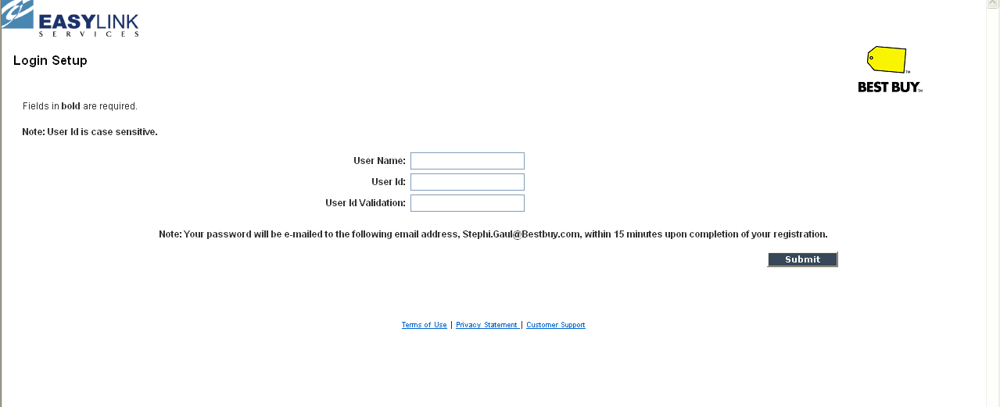 EASYLINK
SERVICES
Login Setup
BEST BUY™
Fields in bold are required.
Note: User Id is case sensitive.
User Name:
User Id:
User Id Validation:
Note: Your password will be e-mailed to the following email address, Stephi.Gaul@Bestbuy.com, within 15 minutes upon completion of your registration.
Submit
Terms of Use | Privacy Statement | Customer Support